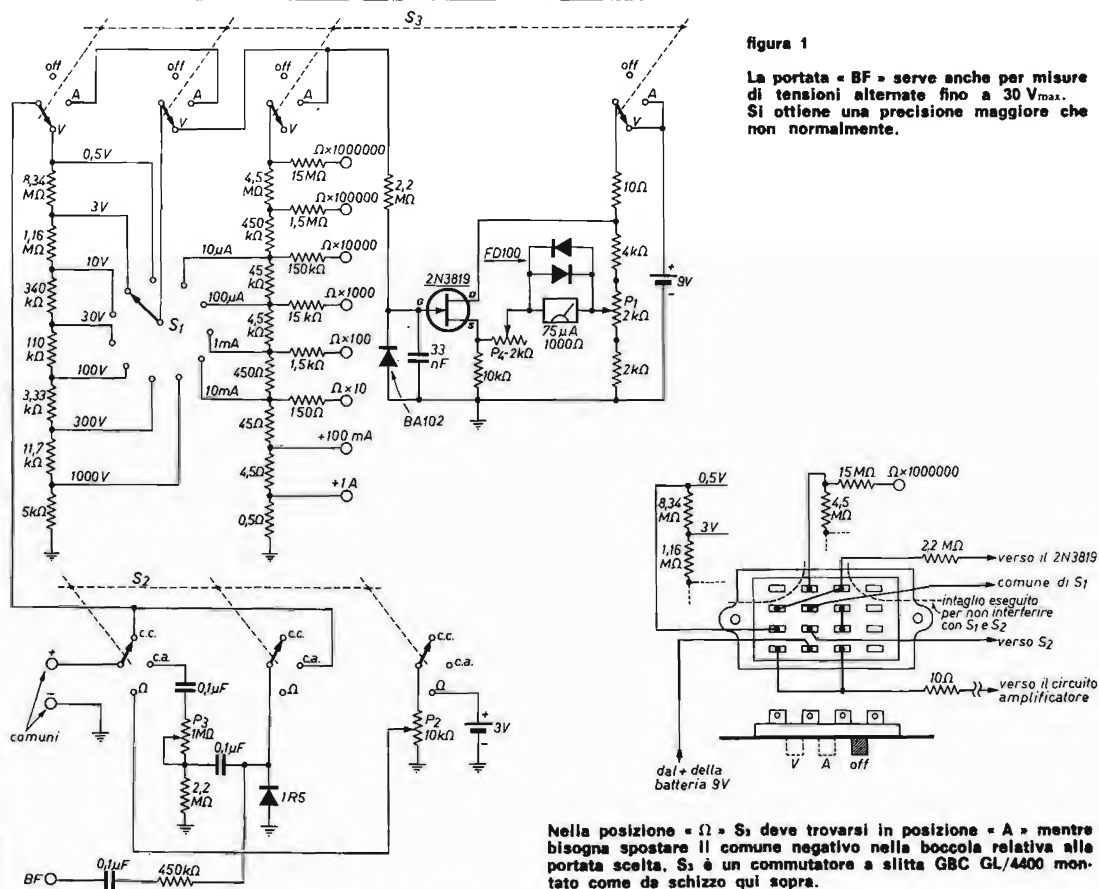 S3
off
off
off
A
A
A
A
V
V
V
V
figura 1
La portata « BF » serve anche per misure
di tensioni alternate fino a 30 Vmax.
Si ottiene una precisione maggiore che
non normalmente.
0,5V
8,34
MΩ
3V
1,16
MΩ
10V
340
kΩ
30V
110
kΩ
100V
3,33
kΩ
300V
11,7
kΩ
1000V
5kΩ
S1
10µA
100µA
1mA
10mA
4,5
MΩ
450
kΩ
45
kΩ
4,5
kΩ
450Ω
45Ω
4,5Ω
0,5Ω
Ω×1000000
15MΩ
Ω×100000
1,5MΩ
Ω×10000
150kΩ
Ω×1000
15kΩ
Ω×100
1,5kΩ
Ω×10
150Ω
+100 mA
+1A
2,2
MΩ
2N3819
G
D
S
33
nF
BA102
FD100
75µA
1000Ω
P4-2kΩ
10kΩ
10Ω
4kΩ
P1
2kΩ
2kΩ
+
9V
-
S2
c.c.
c.c.
c.c.
c.a.
c.a.
c.a.
Ω
Ω
Ω
+
-
comuni
0,1µF
P3
1MΩ
0,1µF
2,2
MΩ
1R5
P2
10kΩ
+
3V
-
BF
0,1µF
450kΩ
0,5V
8,34
MΩ
3V
1,16
MΩ
15MΩ
Ω×1000000
4,5
MΩ
2,2 MΩ
verso il 2N3819
comune di S1
intaglio eseguito
per non interferire
con S1 e S2
verso S2
10Ω
verso il circuito
amplificatore
V
A
off
dal + della
batteria 9V
Nella posizione « Ω » S3 deve trovarsi in posizione « A » mentre
bisogna spostare il comune negativo nella boccola relativa alla
portata scelta. S3 è un commutatore a slitta GBC GL/4400 mon-
tato come da schizzo qui sopra.